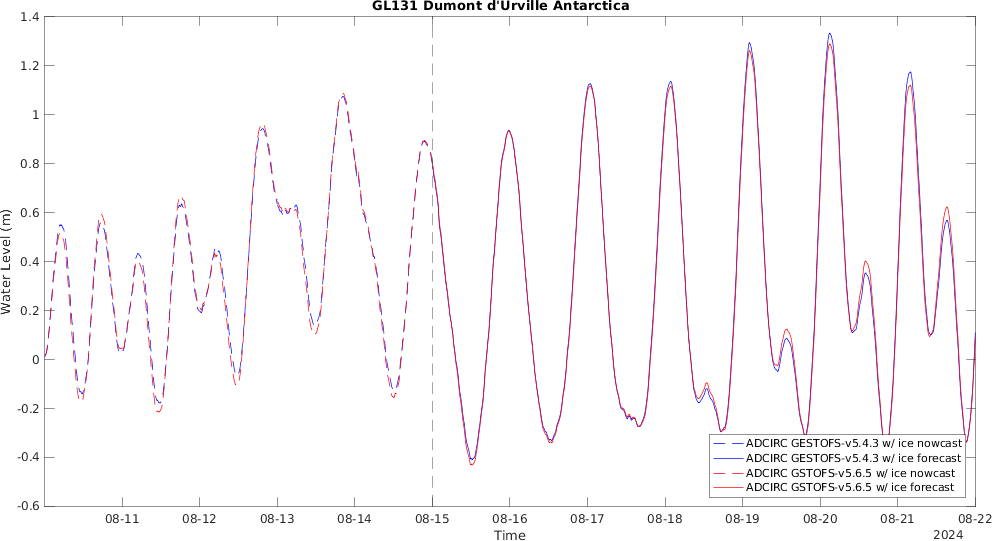 GL131 Dumont d'Urville Antarctica
1.4
1.2
1
0.8
0.6
0.4
0.2
0
-0.2
-0.4
-0.6
Water Level (m)
ADCIRC GESTOFS-v5.4.3 w/ ice nowcast
ADCIRC GESTOFS-v5.4.3 w/ ice forecast
ADCIRC GSTOFS-v5.6.5 w/ ice nowcast
ADCIRC GSTOFS-v5.6.5 w/ ice forecast
08-11 08-12 08-13 08-14 08-15 08-16 08-17 08-18 08-19 08-20 08-21 08-22
Time
2024